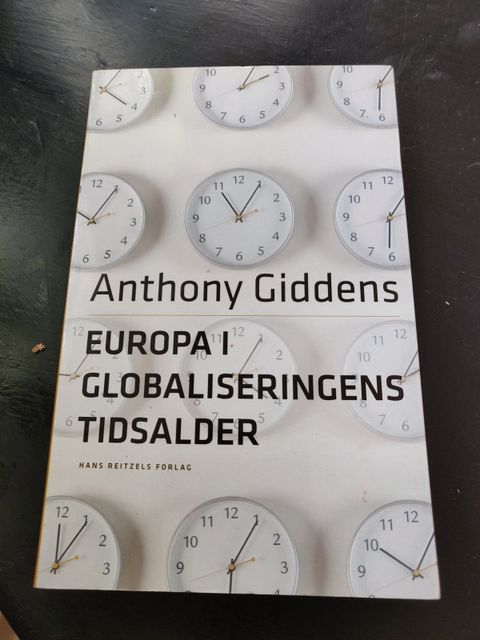 Anthony Giddens
EUROPA I
GLOBALISERINGENS
TIDSALDER
HANS REITZELS FORLAG